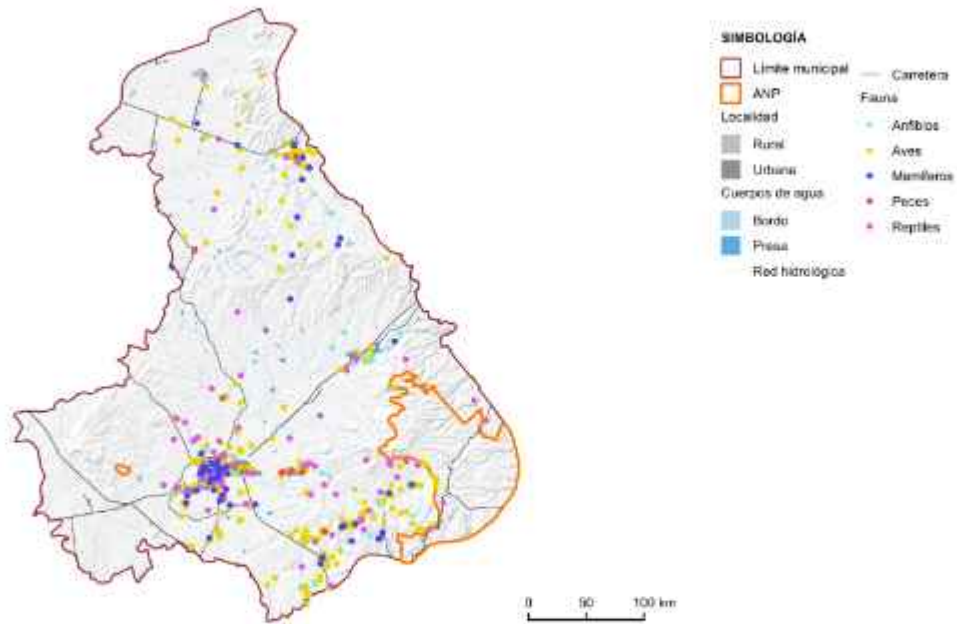 SIMBOLOGÍA
Límite municipal
ANP
Localidad
Rural
Urbana
Cuerpos de agua
Bordo
Presa
Red hidrológica
Carretera
Fauna
Anfibios
Aves
Mamíferos
Peces
Reptiles
0 50 100 km